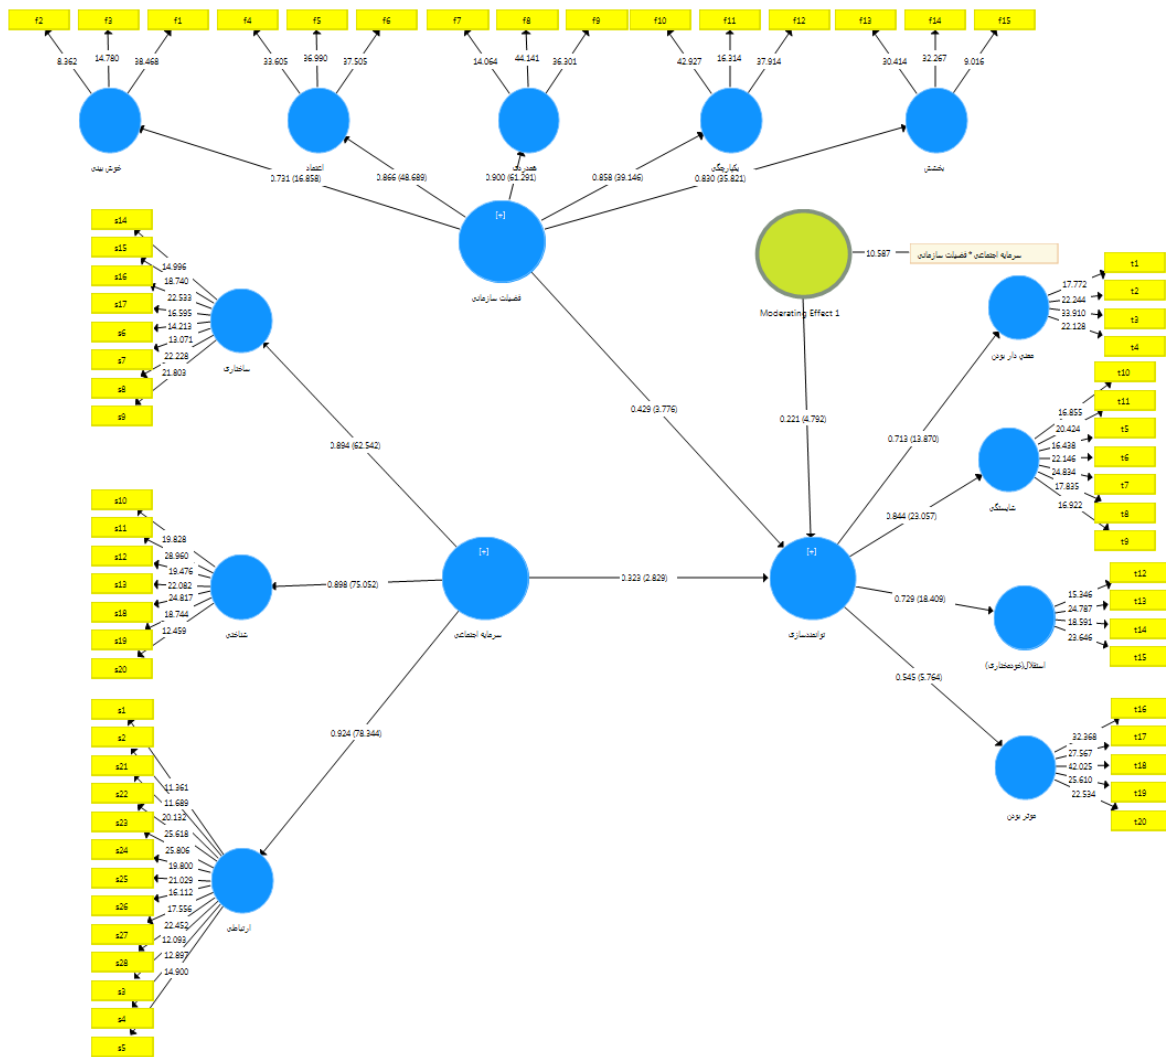 f2 f3 f1 f4 f5 f6 f7 f8 f9 f10 f11 f12 f13 f14 f15
8.362 14.780 38.468 33.605 36.990 37.505 14.064 44.141 36.301 42.927 16.314 37.914 30.414 32.267 9.016
خوش بینی
اعتماد
همدردی
یکپارچگی
بخشش
0.731 (16.858)
0.866 (48.689)
0.900 (61.291)
0.858 (39.146)
0.830 (35.821)
[+]
فضیلت سازمانی
s14
s15
s16
s17
s6
s7
s8
s9
14.996
18.740
22.533
16.595
14.213
13.071
22.228
21.803
ساختاری
10.587
سرمایه اجتماعی * فضیلت سازمانی
Moderating Effect 1
t1
t2
t3
t4
17.772
22.244
33.910
22.128
معنی دار بودن
t10
t11
t5
t6
t7
t8
t9
16.855
20.424
16.438
22.146
24.834
17.835
16.922
شایستگی
0.429 (3.776)
0.221 (4.792)
0.713 (13.870)
0.894 (62.542)
0.844 (23.057)
s10
s11
s12
s13
s18
s19
s20
19.828
28.960
19.476
22.082
24.817
18.744
12.459
شناختی
0.898 (75.052)
[+]
سرمایه اجتماعی
0.323 (2.829)
[+]
توانمندسازی
0.729 (18.409)
t12
t13
t14
t15
15.346
24.787
18.591
23.646
استقلال(خودمختاری)
0.545 (5.764)
0.924 (78.344)
t16
t17
t18
t19
t20
32.368
27.567
42.025
25.610
22.534
موثر بودن
s1
s2
s21
s22
s23
s24
s25
s26
s27
s28
s3
s4
s5
11.361
11.689
20.132
25.618
25.806
19.800
21.029
16.112
17.556
22.452
12.093
12.897
14.900
ارتباطی